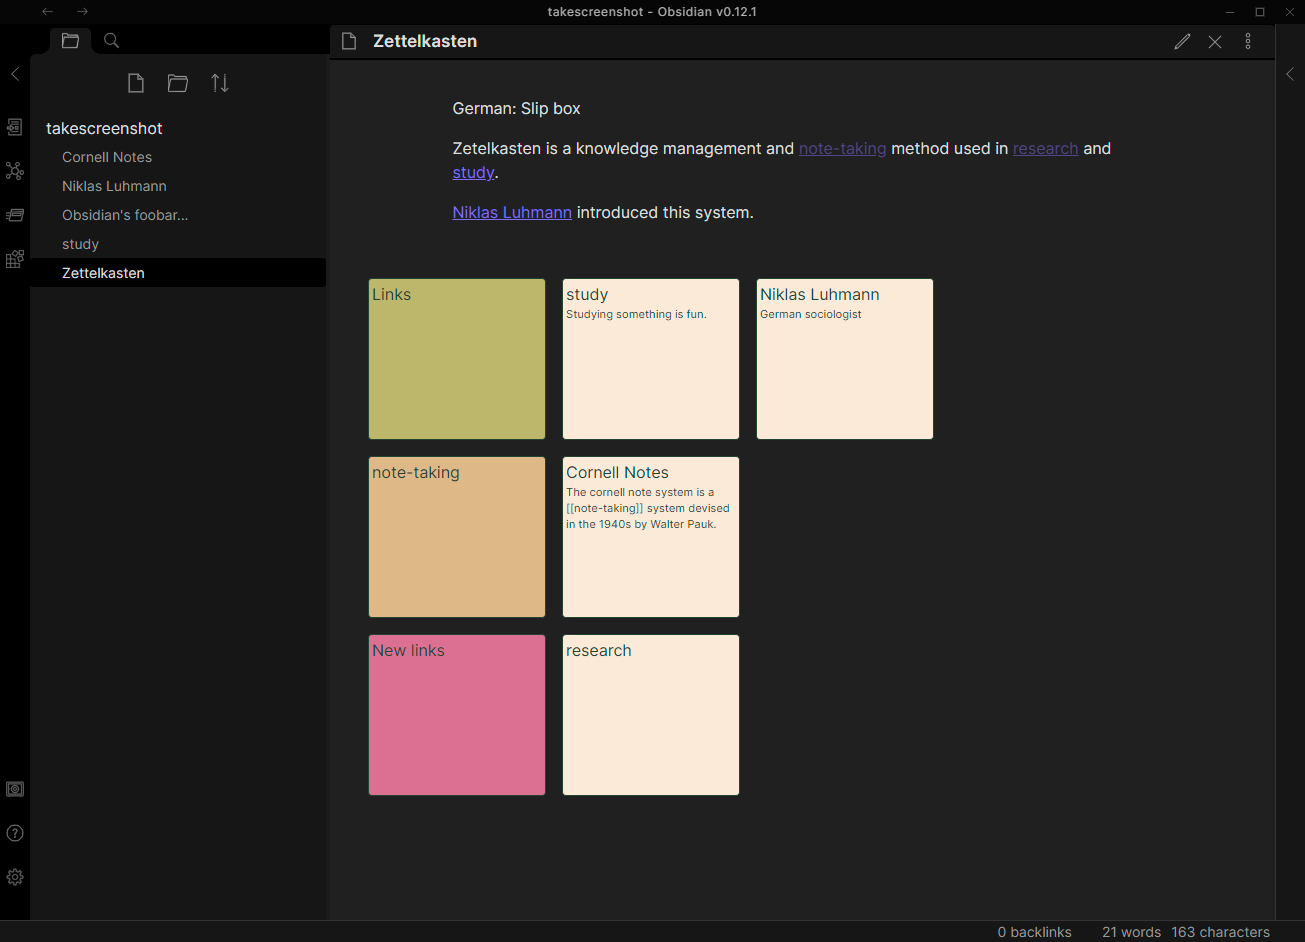 takescreenshot - Obsidian v0.12.1
Zettelkasten
takescreenshot
Cornell Notes
Niklas Luhmann
Obsidian's foobar...
study
Zettelkasten
German: Slip box
Zetelkasten is a knowledge management and note-taking method used in research and
study.
Niklas Luhmann introduced this system.
Links
study
Studying something is fun.
Niklas Luhmann
German sociologist
note-taking
Cornell Notes
The cornell note system is a
[[note-taking]] system devised
in the 1940s by Walter Pauk.
New links
research
0 backlinks
21 words
163 characters